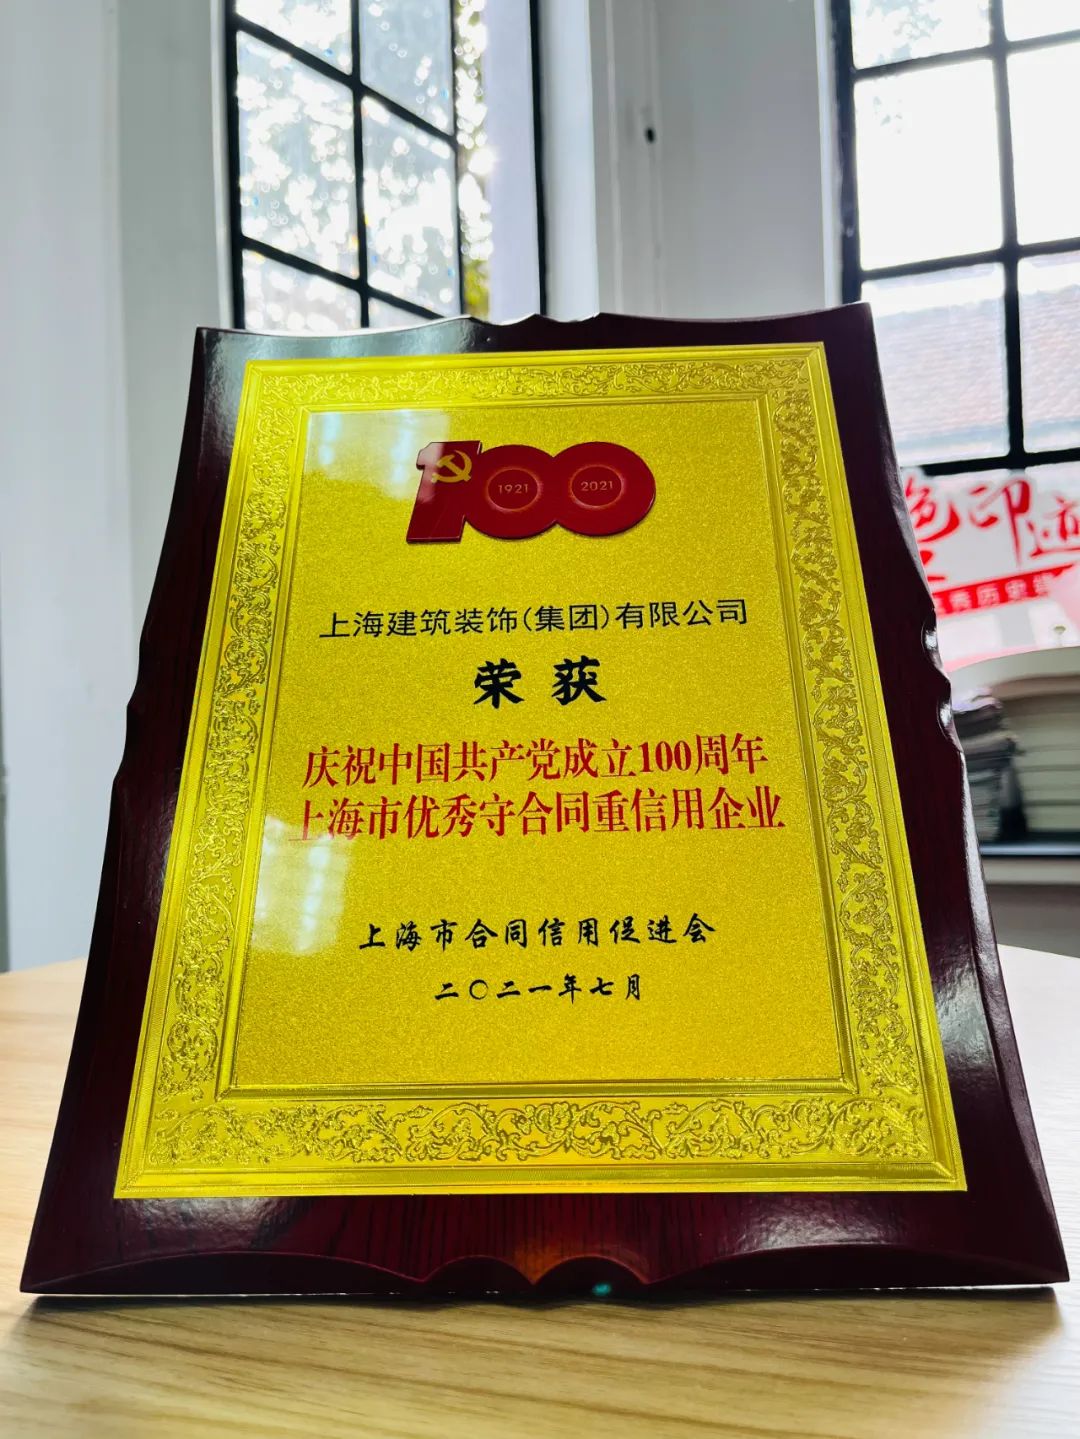 100
1921
2021
上海建筑装饰(集团)有限公司
荣获
庆祝中国共产党成立100周年
上海市优秀守合同重信用企业
上海市合同信用促进会
二〇二一年七月
色印迹